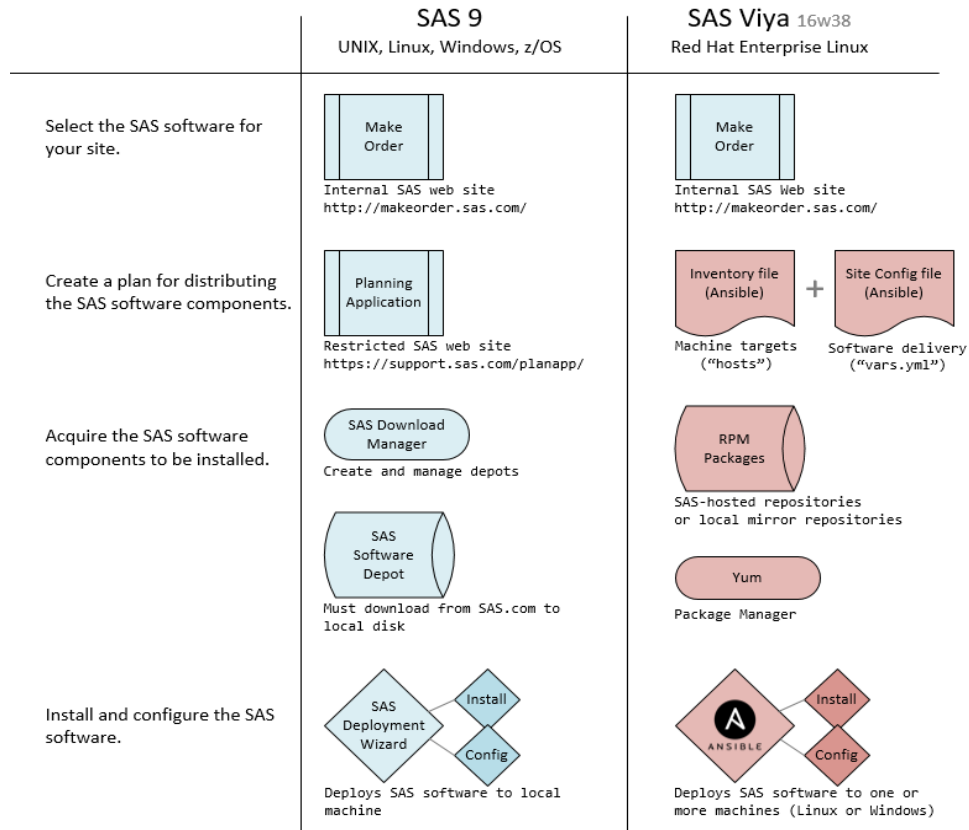 SAS 9
UNIX, Linux, Windows, z/OS
SAS Viya 16w38
Red Hat Enterprise Linux
Select the SAS software for
your site.
Make
Order
Internal SAS web site
http://makeorder.sas.com/
Make
Order
Internal SAS Web site
http://makeorder.sas.com/
Create a plan for distributing
the SAS software components.
Planning
Application
Restricted SAS web site
https://support.sas.com/planapp/
Inventory file
(Ansible)
+
Site Config file
(Ansible)
Machine targets
(“hosts”)
Software delivery
(“vars.yml”)
Acquire the SAS software
components to be installed.
SAS Download
Manager
Create and manage depots
SAS
Software
Depot
Must download from SAS.com to
local disk
RPM
Packages
SAS-hosted repositories
or local mirror repositories
Yum
Package Manager
Install and configure the SAS
software.
SAS
Deployment
Wizard
Install
Config
Deploys SAS software to local
machine
A
ANSIBLE
Install
Config
Deploys SAS software to one or
more machines (Linux or Windows)